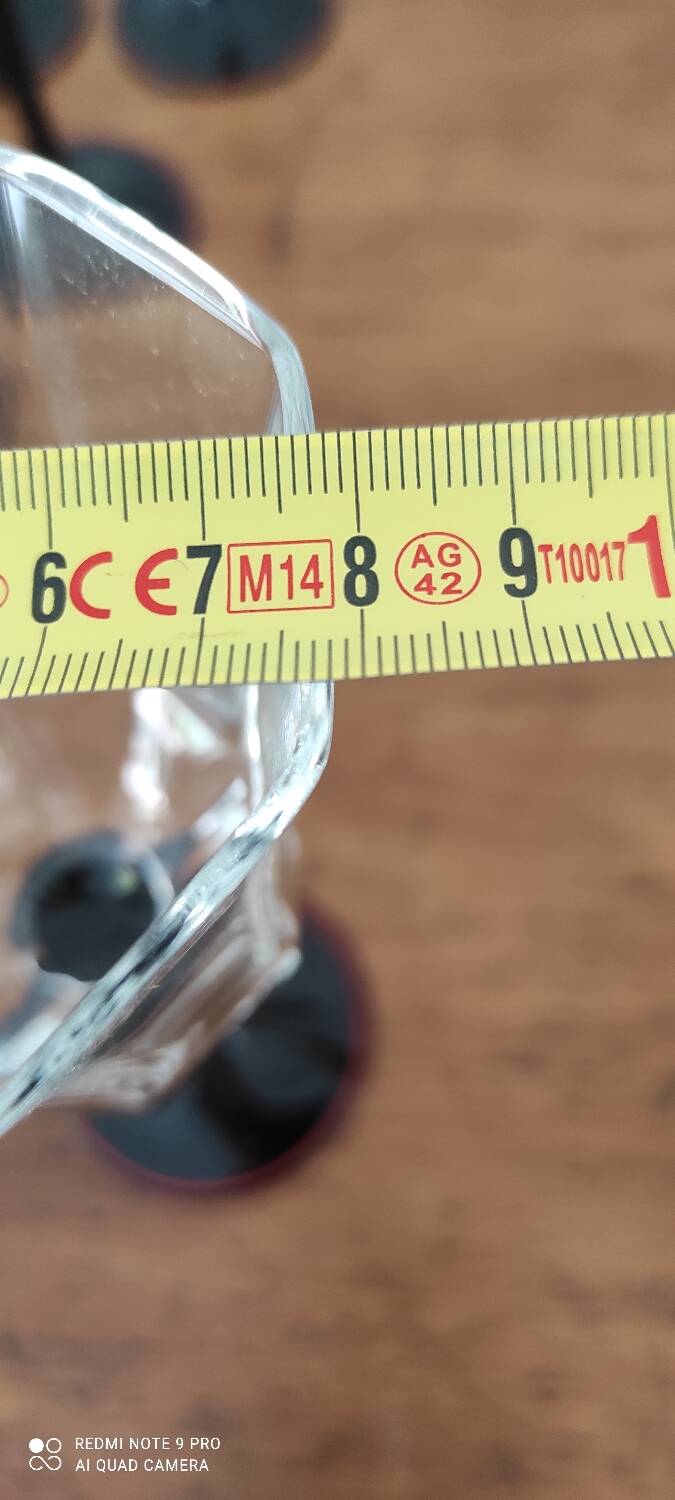 6 C E 7 M14 8 AG 9 T10017 1
42
REDMI NOTE 9 PRO
AI QUAD CAMERA